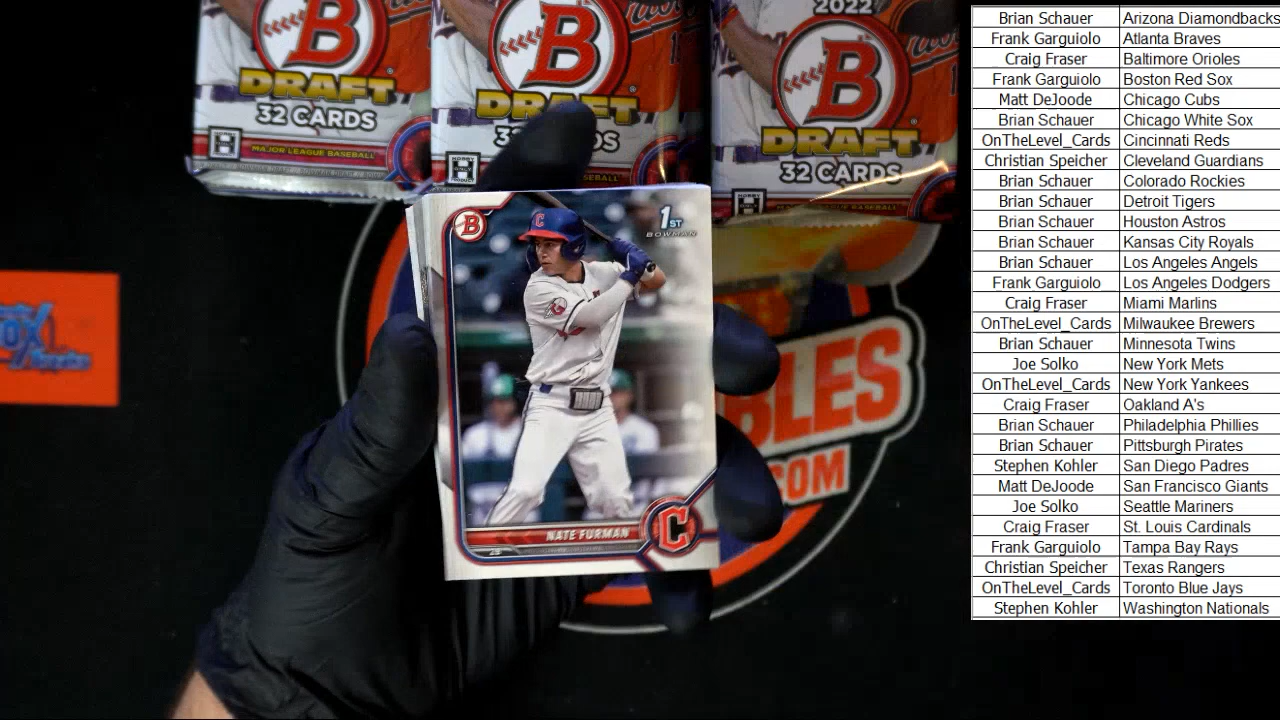 B
DRAFT
32 CARDS
MAJOR LEAGUE BASEBALL
B
DRAFT
HOBBY
2022
B
DRAFT
32 CARDS
B
1ST
BOWMAN
C
NATE FURMAN
C
BLES
.COM
Brian Schauer Arizona Diamondbacks
Frank Garguiolo Atlanta Braves
Craig Fraser Baltimore Orioles
Frank Garguiolo Boston Red Sox
Matt DeJoode Chicago Cubs
Brian Schauer Chicago White Sox
OnTheLevel_Cards Cincinnati Reds
Christian Speicher Cleveland Guardians
Brian Schauer Colorado Rockies
Brian Schauer Detroit Tigers
Brian Schauer Houston Astros
Brian Schauer Kansas City Royals
Brian Schauer Los Angeles Angels
Frank Garguiolo Los Angeles Dodgers
Craig Fraser Miami Marlins
OnTheLevel_Cards Milwaukee Brewers
Brian Schauer Minnesota Twins
Joe Solko New York Mets
OnTheLevel_Cards New York Yankees
Craig Fraser Oakland A's
Brian Schauer Philadelphia Phillies
Brian Schauer Pittsburgh Pirates
Stephen Kohler San Diego Padres
Matt DeJoode San Francisco Giants
Joe Solko Seattle Mariners
Craig Fraser St. Louis Cardinals
Frank Garguiolo Tampa Bay Rays
Christian Speicher Texas Rangers
OnTheLevel_Cards Toronto Blue Jays
Stephen Kohler Washington Nationals